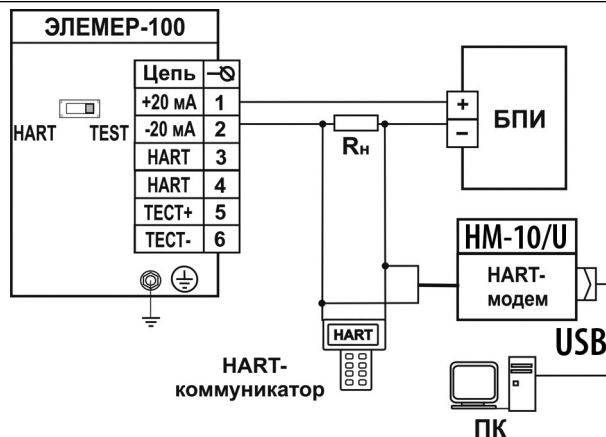 ЭЛЕМЕР-100
Цепь
+20 мА 1
-20 мА 2
HART 3
HART 4
ТЕСТ+ 5
ТЕСТ- 6
HART TEST
Rн
+
−
БПИ
HM-10/U
HART-
модем
USB
HART
HART-
коммуникатор
ПК